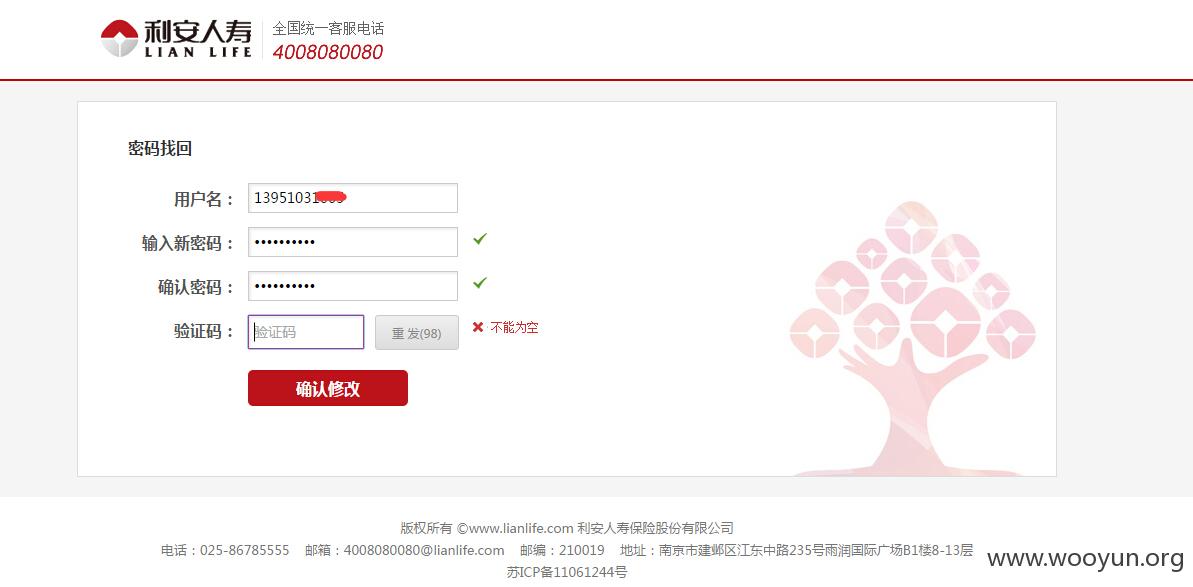 利安人寿
LIAN LIFE
全国统一客服电话
4008080080
密码找回
用户名：
13951031
输入新密码： ••••••••••
确认密码： ••••••••••
验证码： 验证码 重 发(98) 不能为空
确认修改
版权所有 ©www.lianlife.com 利安人寿保险股份有限公司
电话：025-86785555 邮箱：4008080080@lianlife.com 邮编：210019 地址：南京市建邺区江东中路235号雨润国际广场B1楼8-13层
苏ICP备11061244号
www.wooyun.org